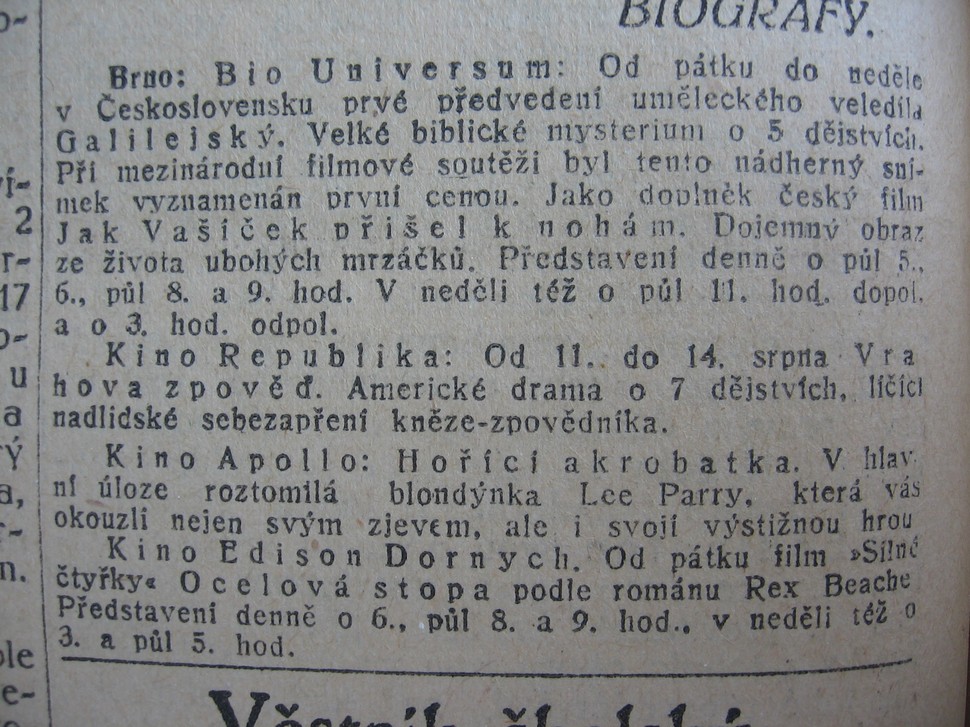 BIOGRAFY.
Brno: Bio Universum: Od pátku do neděle
v Československu prvé předvedení uměleckého veledíla
Galilejský. Velké biblické mysterium o 5 dějstvích.
Při mezinárodní filmové soutěži byl tento nádherný sní-
mek vyznamenán první cenou. Jako doplněk český film
Jak Vašíček přišel k nohám. Dojemný obraz
ze života ubohých mrzáčků. Představení denně o půl 5.,
6., půl 8. a 9. hod. V neděli též o půl 11. hod. dopol.
a o 3. hod. odpol.
Kino Republika: Od 11. do 14. srpna Vra
hova zpověď. Americké drama o 7 dějstvích, líčící
nadlidské sebezapření kněze-zpovědníka.
Kino Apollo: Hořící akrobatka. V hlav
ní úloze roztomilá blondýnka Lee Parry, která vás
okouzli nejen svým zjevem, ale i svojí výstižnou hrou
Kino Edison Dornych. Od pátku film »Silné
čtyřky« Ocelová stopa podle románu Rex Beache
Představení denně o 6., půl 8. a 9. hod., v neděli též o
3. a půl 5. hod.
Věstník